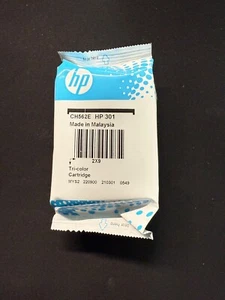 hp
CH562E HP 301
Made in Malaysia
2X9
Tri-color
Cartridge